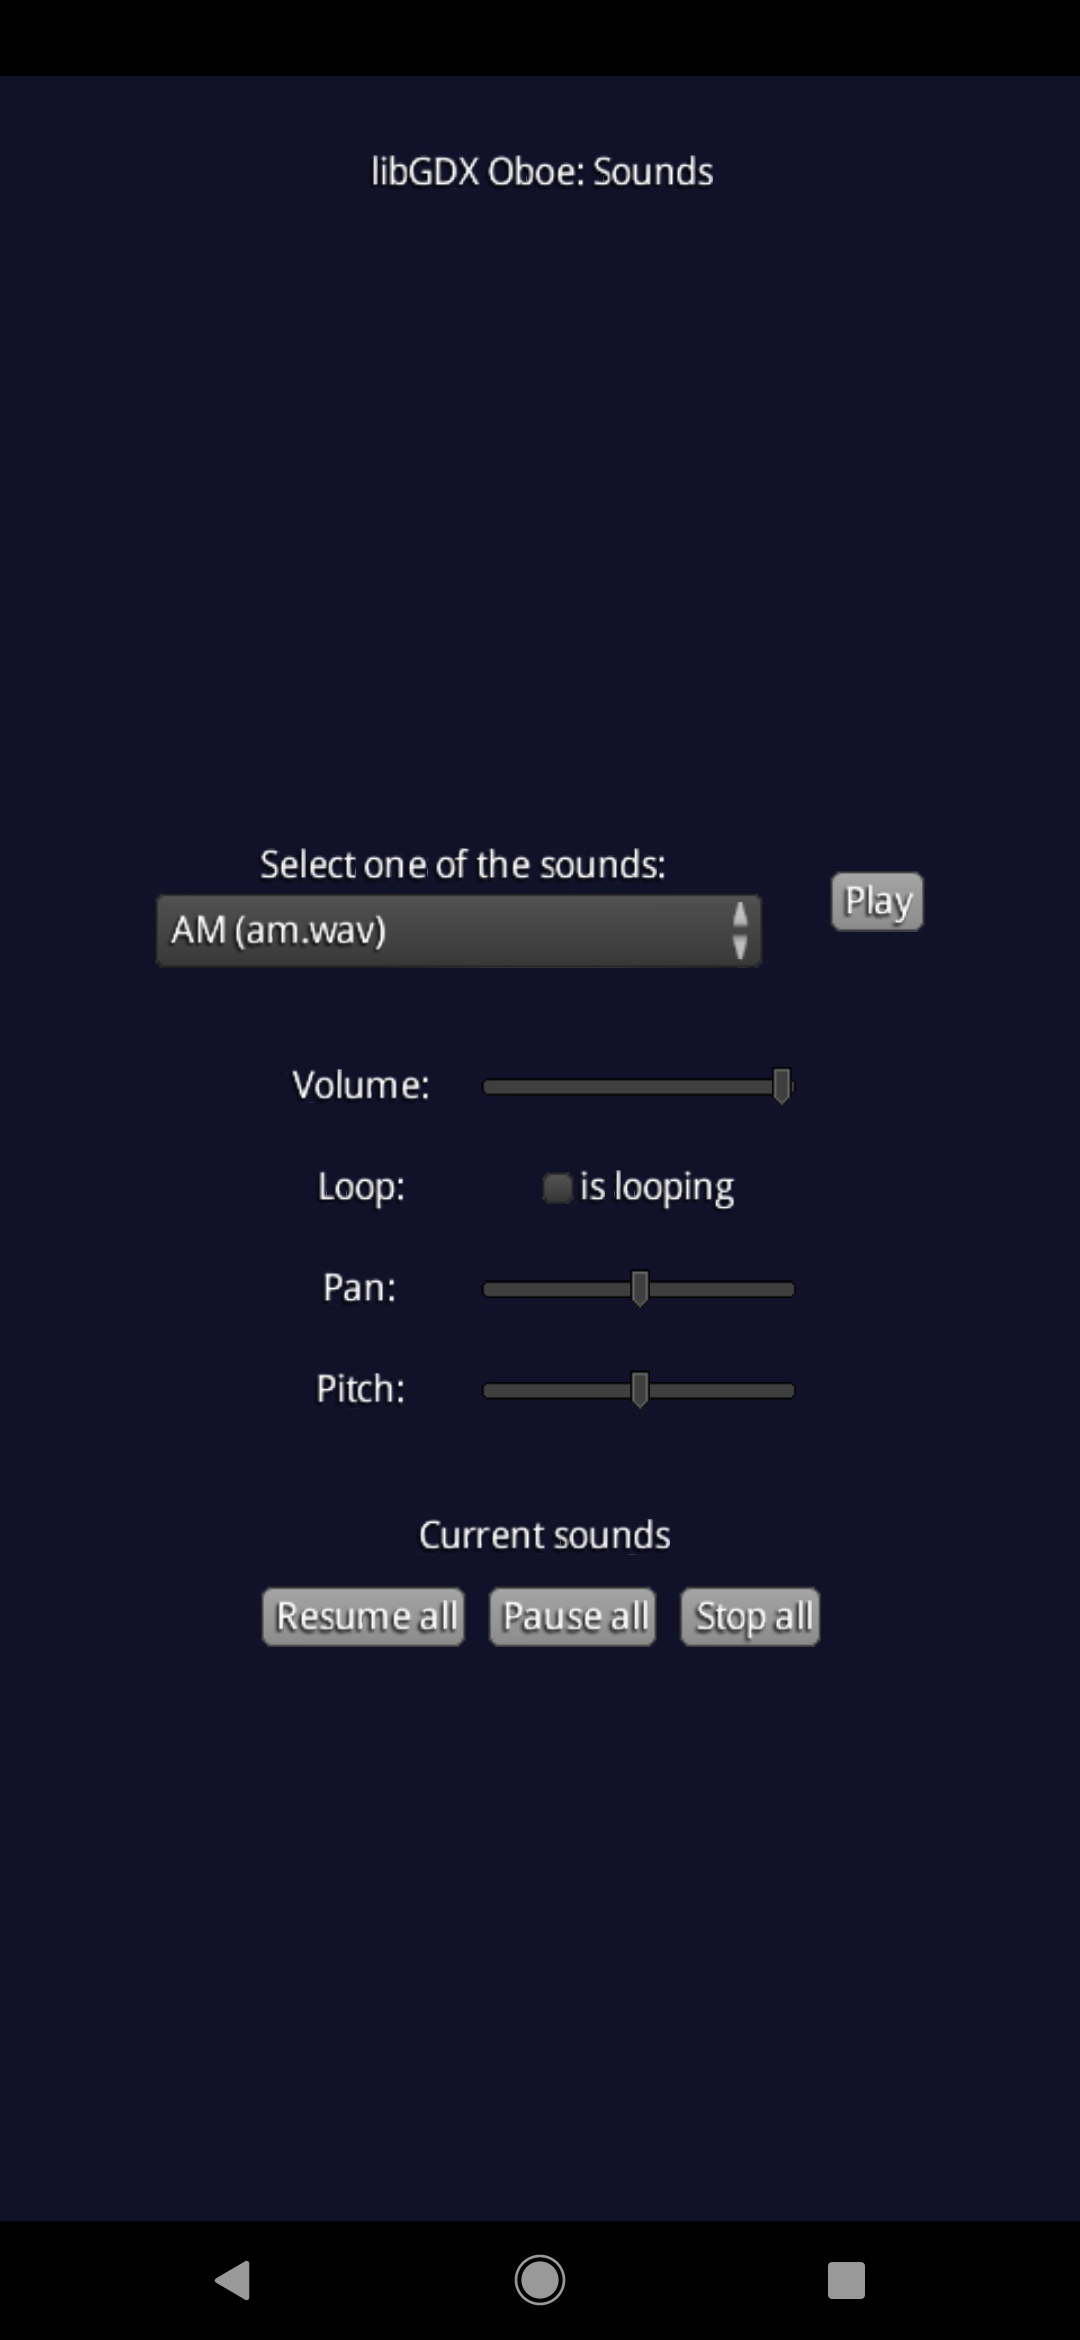 libGDX Oboe: Sounds
Select one of the sounds:
AM (am.wav)
Play
Volume:
Loop:
is looping
Pan:
Pitch:
Current sounds
Resume all
Pause all
Stop all